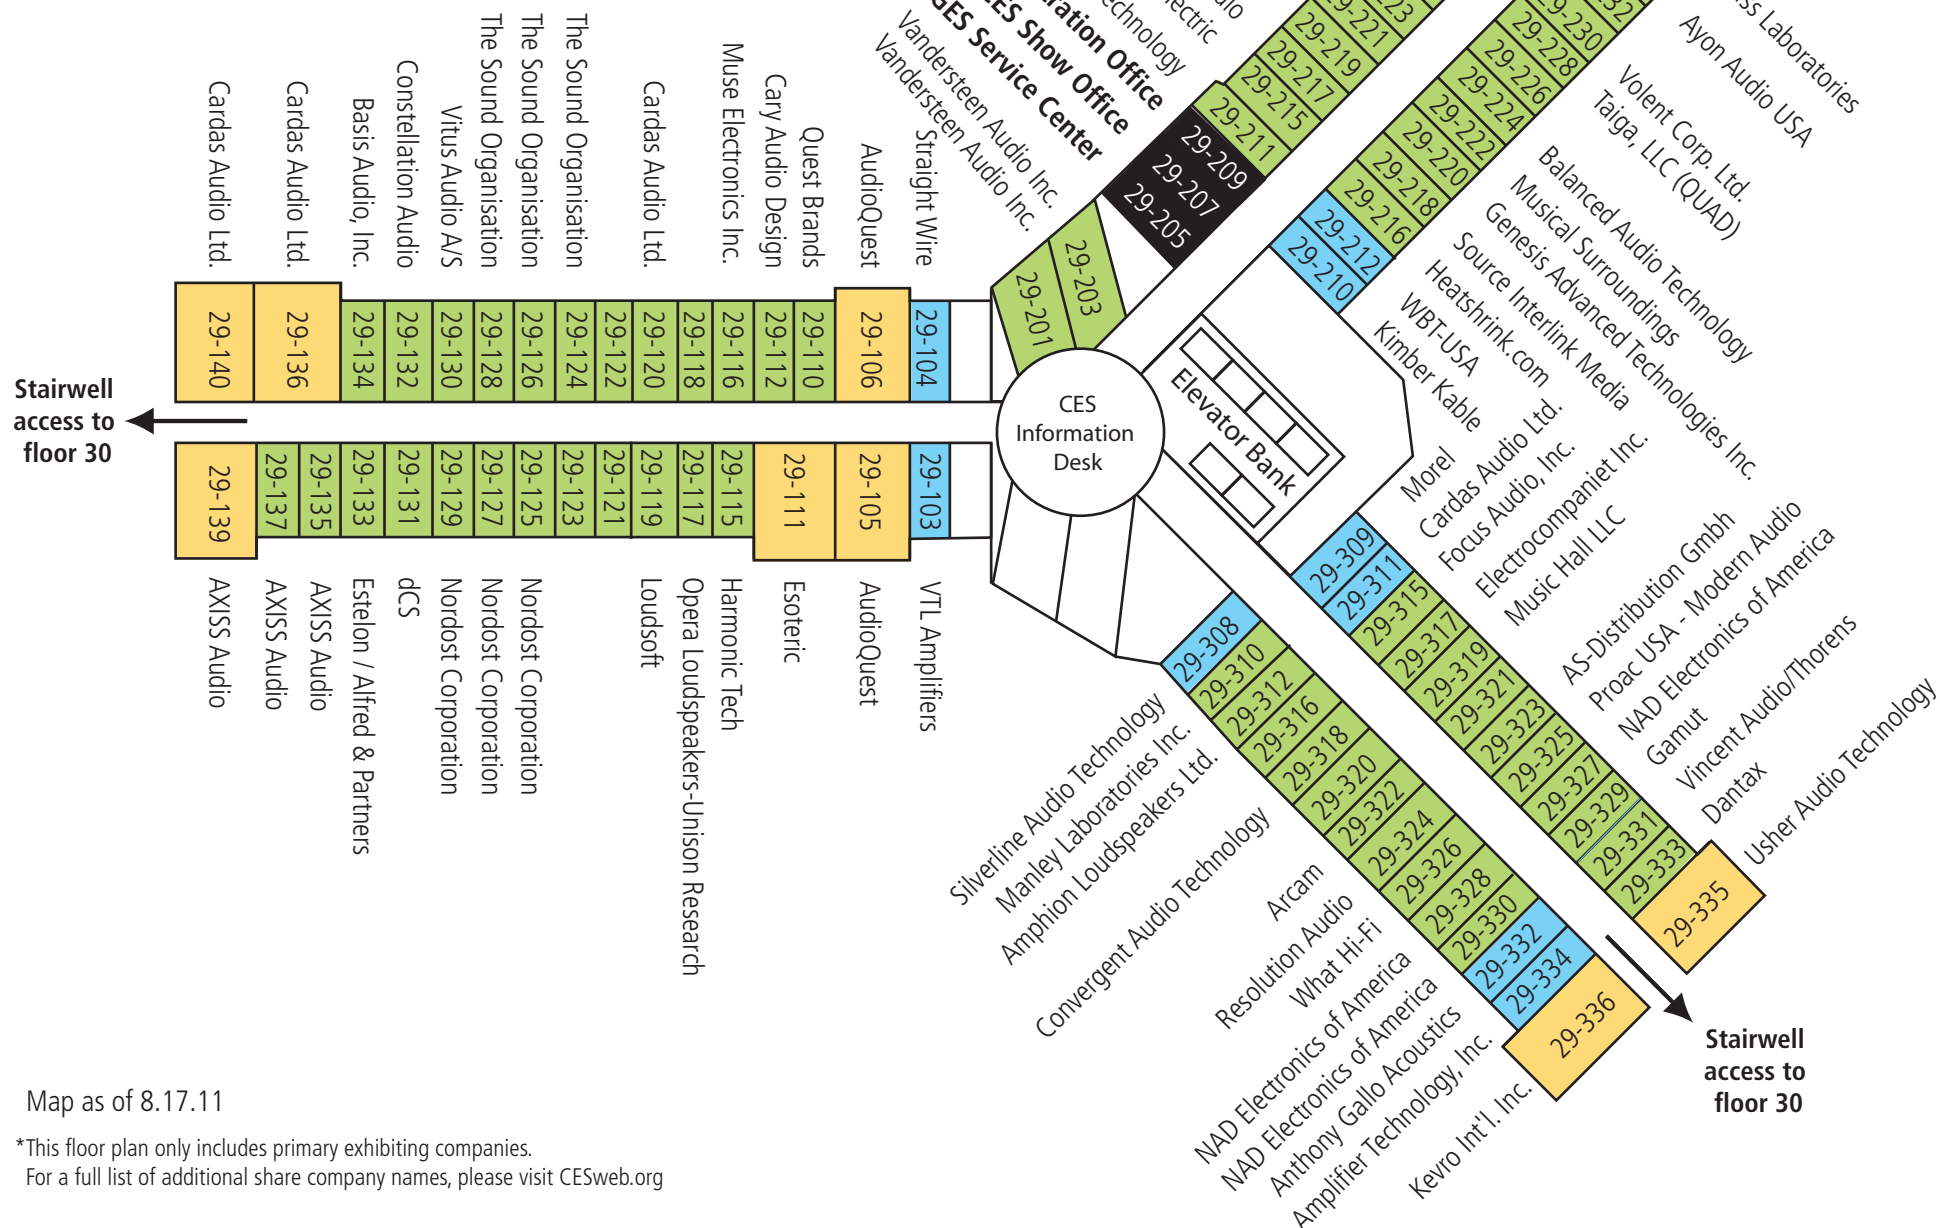 Cardas Audio Ltd.
Cardas Audio Ltd.
Basis Audio, Inc.
Constellation Audio
Vitus Audio A/S
The Sound Organisation
The Sound Organisation
The Sound Organisation
Cardas Audio Ltd.
Muse Electronics Inc.
Cary Audio Design
Quest Brands
AudioQuest
Straight Wire
29-140
29-136
29-134
29-132
29-130
29-128
29-126
29-124
29-122
29-120
29-118
29-116
29-112
29-110
29-106
29-104
Stairwell
access to
floor 30
29-139
29-137
29-135
29-133
29-131
29-129
29-127
29-125
29-123
29-121
29-119
29-117
29-115
29-111
29-105
29-103
AXISS Audio
AXISS Audio
AXISS Audio
Estelon / Alfred & Partners
dCS
Nordost Corporation
Nordost Corporation
Nordost Corporation
Loudsoft
Opera Loudspeakers-Unison Research
Harmonic Tech
Esoteric
AudioQuest
VTL Amplifiers
Vandersteen Audio Inc.
Vandersteen Audio Inc.
GES Service Center
CES Show Office
Office
29-201
29-203
29-205
29-207
29-209
29-211
29-215
29-217
29-219
29-221
CES
Information
Desk
Elevator Bank
29-230
29-228
29-226
29-224
29-222
29-220
29-218
29-216
29-212
29-210
Laboratories
Ayon Audio USA
Volent Corp. Ltd.
Taiga, LLC (QUAD)
Balanced Audio Technology
Musical Surroundings
Genesis Advanced Technologies Inc.
Source Interlink Media
Heatshrink.com
WBT-USA
Kimber Kable
Morel
Cardas Audio Ltd.
Focus Audio, Inc.
Electrocompaniet Inc.
Music Hall LLC
AS-Distribution Gmbh
Proac USA - Modern Audio
NAD Electronics of America
Gamut
Vincent Audio/Thorens
Dantax
Usher Audio Technology
29-309
29-311
29-315
29-317
29-319
29-321
29-323
29-325
29-327
29-329
29-331
29-333
29-335
29-308
29-310
29-312
29-316
29-318
29-320
29-322
29-324
29-326
29-328
29-330
29-332
29-334
29-336
Silverline Audio Technology
Manley Laboratories Inc.
Amphion Loudspeakers Ltd.
Convergent Audio Technology
Arcam
Resolution Audio
What Hi-Fi
NAD Electronics of America
NAD Electronics of America
Anthony Gallo Acoustics
Amplifier Technology, Inc.
Kevro Int'l. Inc.
Stairwell
access to
floor 30
Map as of 8.17.11
*This floor plan only includes primary exhibiting companies.
For a full list of additional share company names, please visit CESweb.org